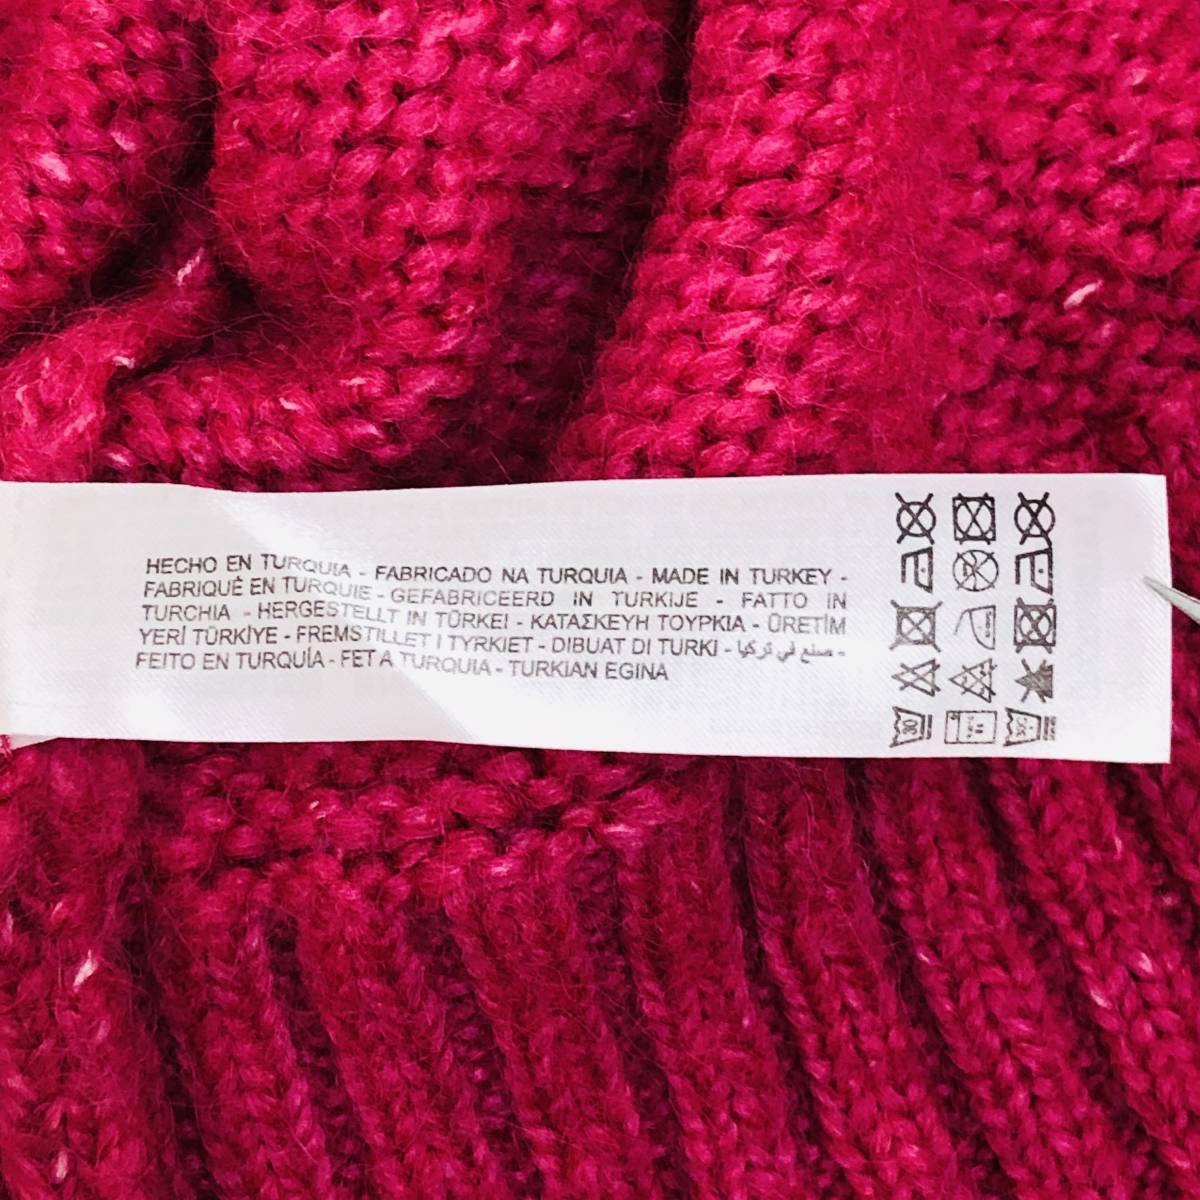 HECHO EN TURQUIA - FABRICADO NA TURQUIA - MADE IN TURKEY -
FABRIQUÉ EN TURQUIE - GEFABRICEERD IN TURKIJE - FATTO IN
TURCHIA - HERGESTELLT IN TÜRKEI - ΚΑΤΑΣΚΕΥΗ ΤΟΥΡΚΙΑ - ÜRETİM
YERİ TÜRKİYE - FREMSTILLET I TYRKIET - DIBUAT DI TURKI - صنع في تركيا -
FEITO EN TURQUÍA - FET A TURQUIA - TURKIAN EGINA
30